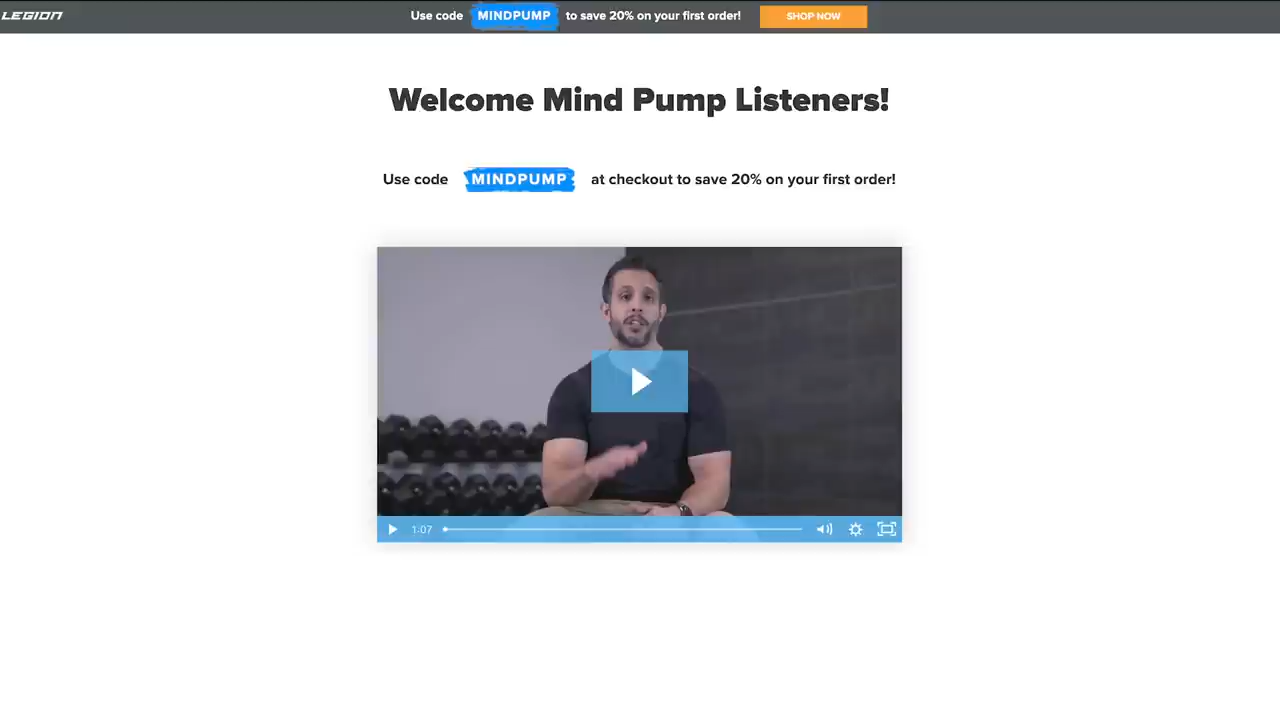 LEGION
Use code MINDPUMP to save 20% on your first order! SHOP NOW
Welcome Mind Pump Listeners!
Use code MINDPUMP at checkout to save 20% on your first order!
1:07